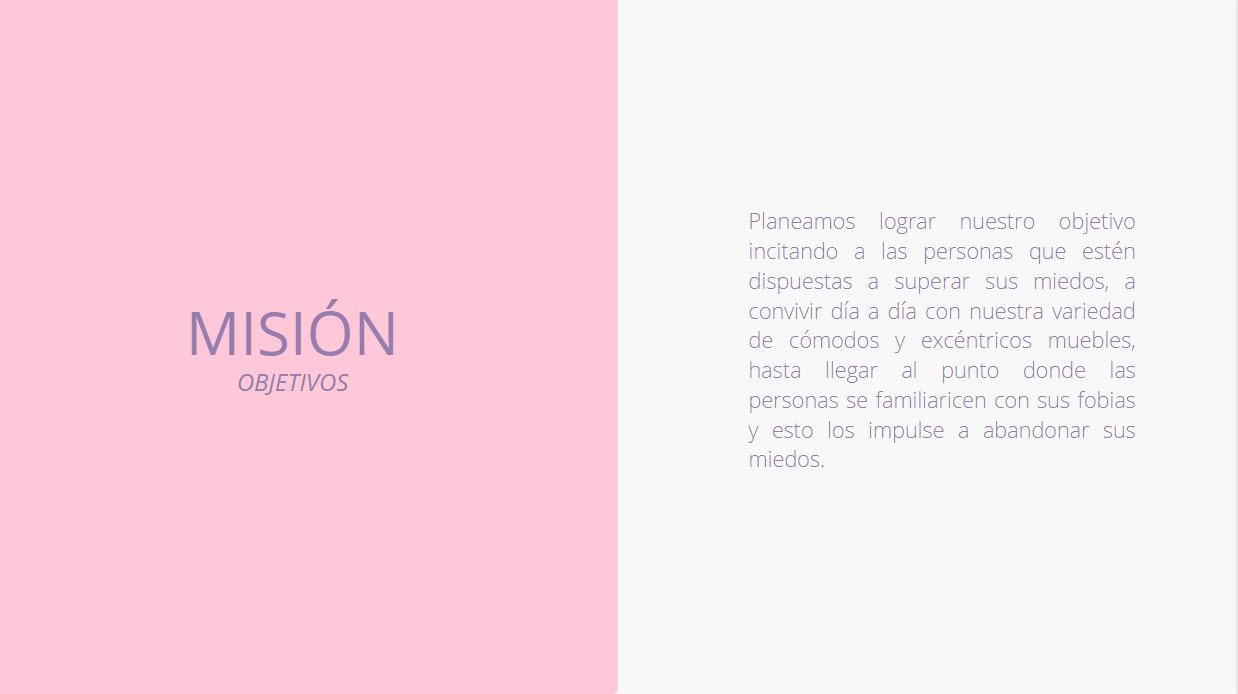 MISIÓN
OBJETIVOS
Planeamos lograr nuestro objetivo
incitando a las personas que estén
dispuestas a superar sus miedos, a
convivir día a día con nuestra variedad
de cómodos y excéntricos muebles,
hasta llegar al punto donde las
personas se familiaricen con sus fobias
y esto los impulse a abandonar sus
miedos.